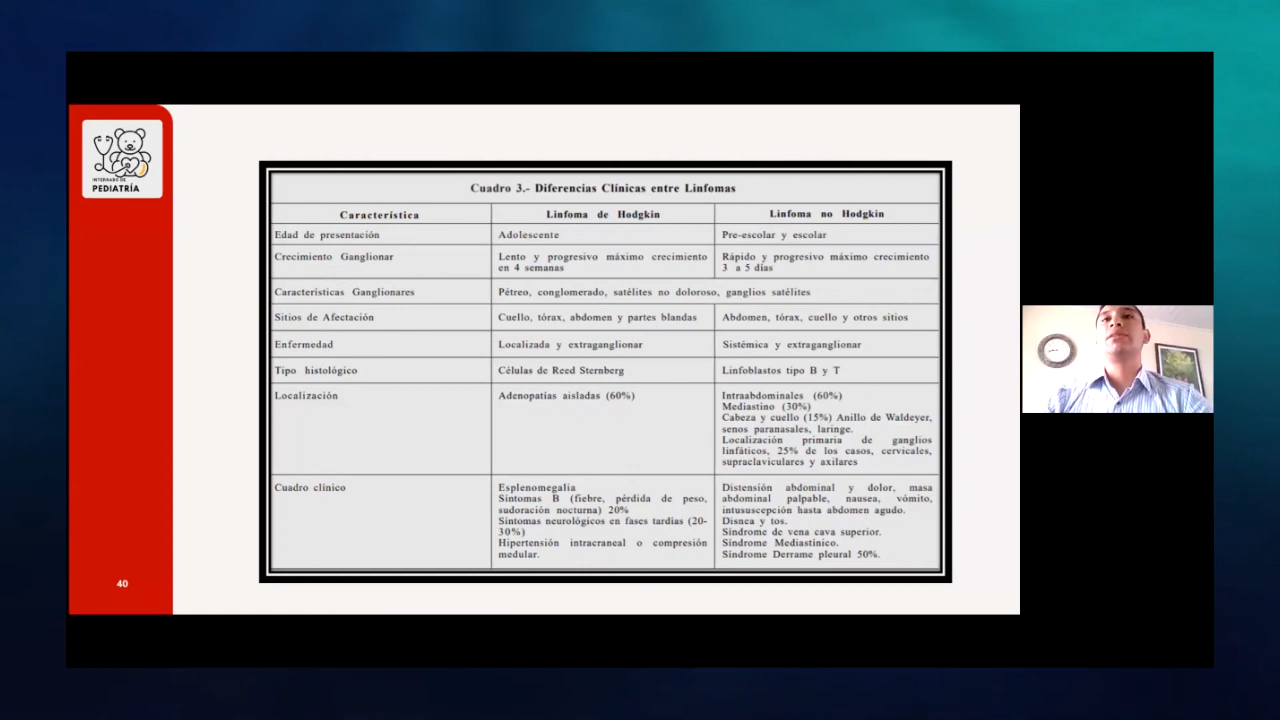 INTERNADO DE
PEDIATRÍA
Cuadro 3.- Diferencias Clínicas entre Linfomas
Característica
Linfoma de Hodgkin
Linfoma no Hodgkin
Edad de presentación
Adolescente
Pre-escolar y escolar
Crecimiento Ganglionar
Lento y progresivo máximo crecimiento
en 4 semanas
Rápido y progresivo máximo crecimiento
3 a 5 días
Características Ganglionares
Pétreo, conglomerado, satélites no doloroso, ganglios satélites
Sitios de Afectación
Cuello, tórax, abdomen y partes blandas
Abdomen, tórax, cuello y otros sitios
Enfermedad
Localizada y extraganglionar
Sistémica y extraganglionar
Tipo histológico
Células de Reed Sternberg
Linfoblastos tipo B y T
Localización
Adenopatías aisladas (60%)
Intraabdominales (60%)
Mediastino (30%)
Cabeza y cuello (15%) Anillo de Waldeyer,
senos paranasales, laringe.
Localización primaria de ganglios
linfáticos, 25% de los casos, cervicales,
supraclaviculares y axilares
Cuadro clínico
Esplenomegalia
Síntomas B (fiebre, pérdida de peso,
sudoración nocturna) 20%
Síntomas neurológicos en fases tardías (20-
30%)
Hipertensión intracraneal o compresión
medular.
Distensión abdominal y dolor, masa
abdominal palpable, nausea, vómito,
intususcepción hasta abdomen agudo.
Disnea y tos.
Síndrome de vena cava superior.
Síndrome Mediastínico.
Síndrome Derrame pleural 50%.
40